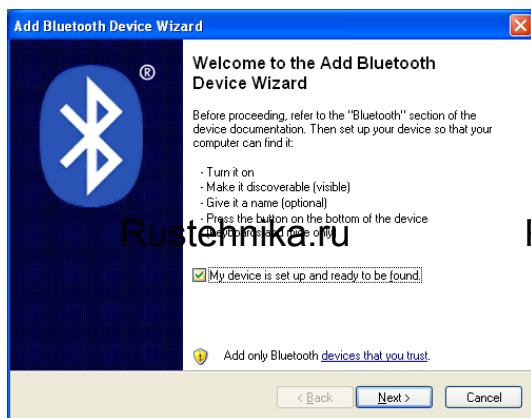 Add Bluetooth Device Wizard
®
Welcome to the Add Bluetooth
Device Wizard
Before proceeding, refer to the "Bluetooth" section of the
device documentation. Then set up your device so that your
computer can find it:
- Turn it on
- Make it discoverable (visible)
- Give it a name (optional)
- Press the button on the bottom of the device
(keyboards and mice only)
Rustehnika.ru
My device is set up and ready to be found.
Add only Bluetooth devices that you trust.
< Back
Next >
Cancel